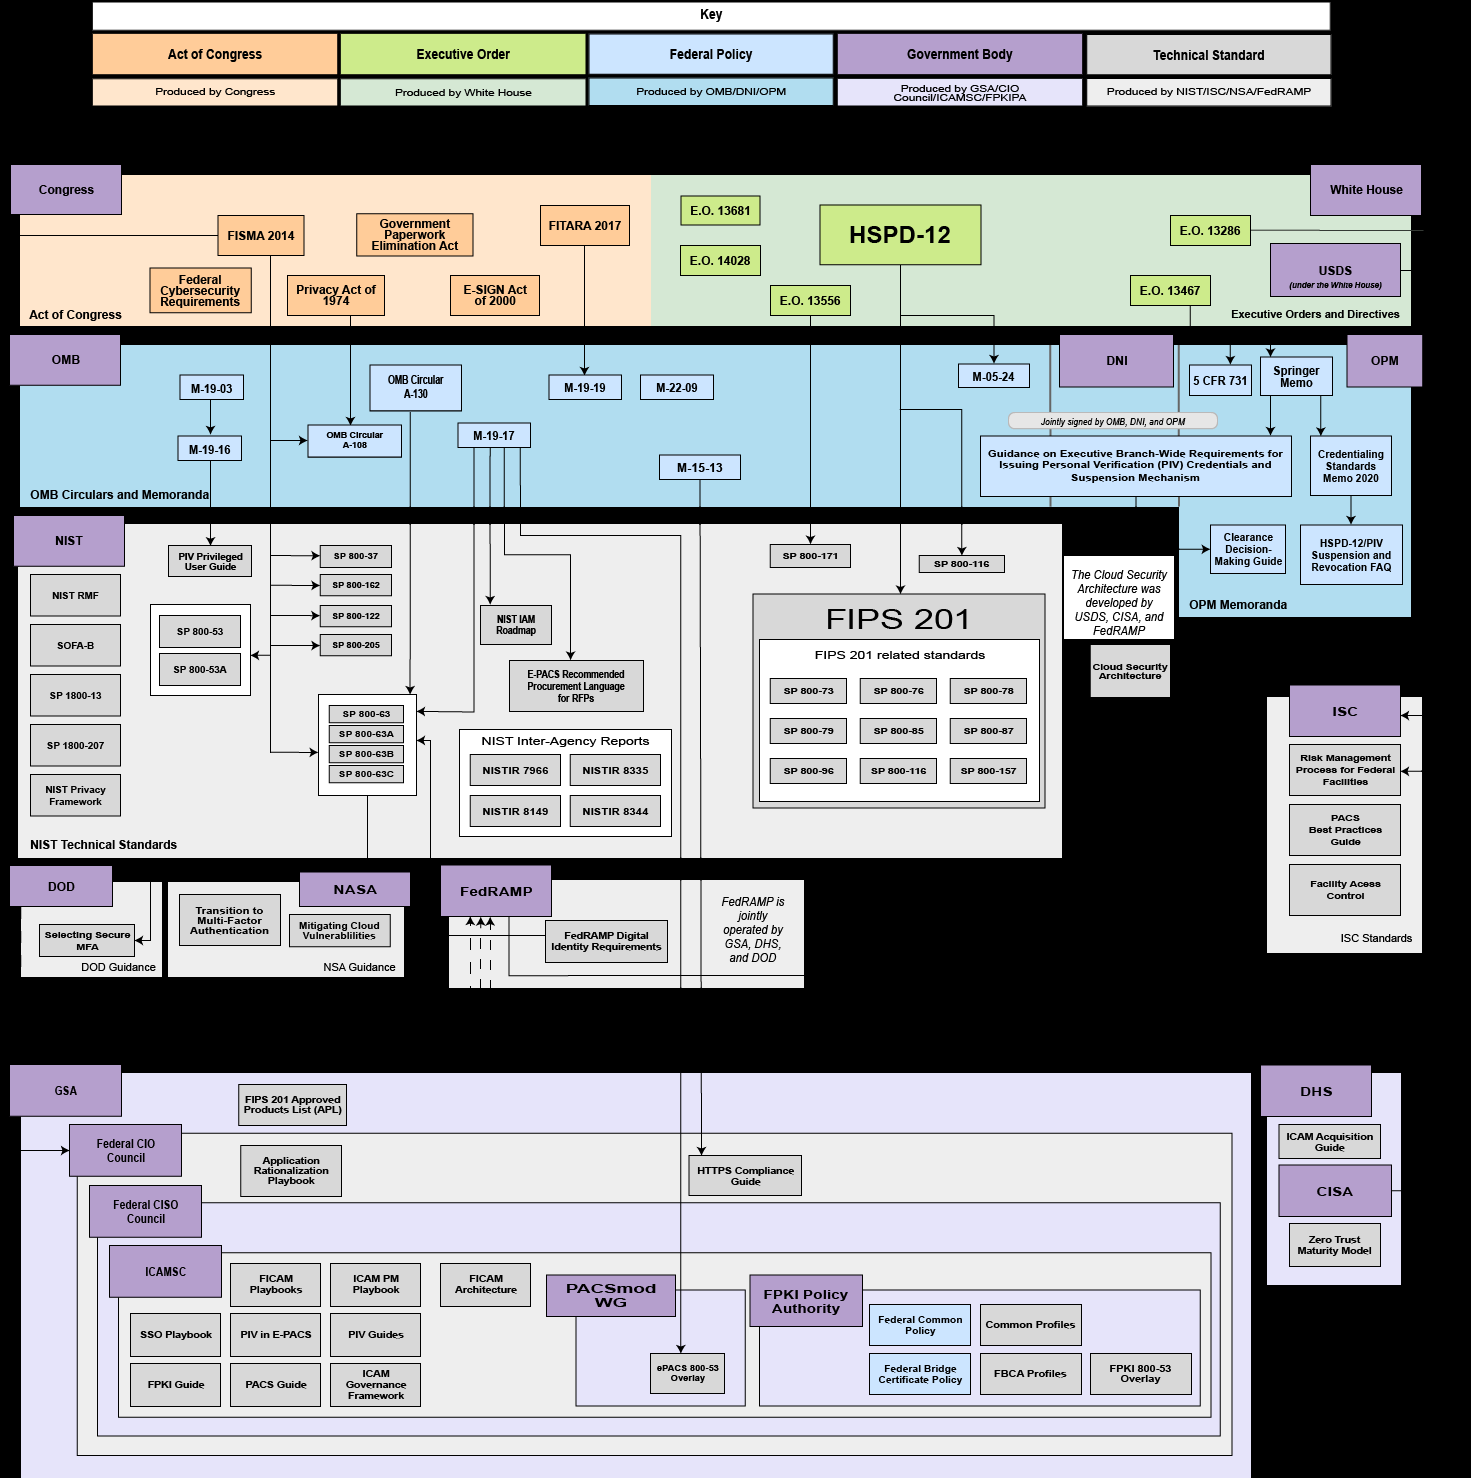 Key
Act of Congress
Executive Order
Federal Policy
Government Body
Technical Standard
Produced by Congress
Produced by White House
Produced by OMB/DNI/OPM
Produced by GSA/CIO
Council/ICAMSC/FPKIPA
Produced by NIST/ISC/NSA/FedRAMP
Congress
FISMA 2014
Government
Paperwork
Elimination Act
FITARA 2017
Federal
Cybersecurity
Requirements
Privacy Act of
1974
E-SIGN Act
of 2000
Act of Congress
White House
E.O. 13681
HSPD-12
E.O. 13286
E.O. 14028
USDS
(under the White House)
E.O. 13556
E.O. 13467
Executive Orders and Directives
OMB
M-19-03
OMB Circular
A-130
M-19-19
M-22-09
M-05-24
DNI
5 CFR 731
Springer
Memo
OPM
M-19-16
OMB Circular
A-108
M-19-17
M-15-13
Jointly signed by OMB, DNI, and OPM
Guidance on Executive Branch-Wide Requirements for
Issuing Personal Verification (PIV) Credentials and
Suspension Mechanism
Credentialing
Standards
Memo 2020
OMB Circulars and Memoranda
Clearance
Decision-
Making Guide
HSPD-12/PIV
Suspension and
Revocation FAQ
OPM Memoranda
NIST
PIV Privileged
User Guide
SP 800-37
SP 800-162
SP 800-122
SP 800-205
NIST RMF
SOFA-B
SP 1800-13
SP 1800-207
NIST Privacy
Framework
SP 800-53
SP 800-53A
SP 800-63
SP 800-63A
SP 800-63B
SP 800-63C
NIST IAM
Roadmap
E-PACS Recommended
Procurement Language
for RFPs
NIST Inter-Agency Reports
NISTIR 7966
NISTIR 8335
NISTIR 8149
NISTIR 8344
SP 800-171
SP 800-116
FIPS 201
FIPS 201 related standards
SP 800-73
SP 800-76
SP 800-78
SP 800-79
SP 800-85
SP 800-87
SP 800-96
SP 800-116
SP 800-157
NIST Technical Standards
The Cloud Security
Architecture was
developed by
USDS, CISA, and
FedRAMP
Cloud Security
Architecture
ISC
Risk Management
Process for Federal
Facilities
PACS
Best Practices
Guide
Facility Acess
Control
ISC Standards
DOD
Selecting Secure
MFA
DOD Guidance
NASA
Transition to
Multi-Factor
Authentication
Mitigating Cloud
Vulnerablilities
NSA Guidance
FedRAMP
FedRAMP Digital
Identity Requirements
FedRAMP is
jointly
operated by
GSA, DHS,
and DOD
GSA
FIPS 201 Approved
Products List (APL)
Federal CIO
Council
Application
Rationalization
Playbook
HTTPS Compliance
Guide
Federal CISO
Council
ICAMSC
FICAM
Playbooks
ICAM PM
Playbook
FICAM
Architecture
SSO Playbook
PIV in E-PACS
PIV Guides
FPKI Guide
PACS Guide
ICAM
Governance
Framework
PACSmod
WG
ePACS 800-53
Overlay
FPKI Policy
Authority
Federal Common
Policy
Common Profiles
Federal Bridge
Certificate Policy
FBCA Profiles
FPKI 800-53
Overlay
DHS
ICAM Acquisition
Guide
CISA
Zero Trust
Maturity Model